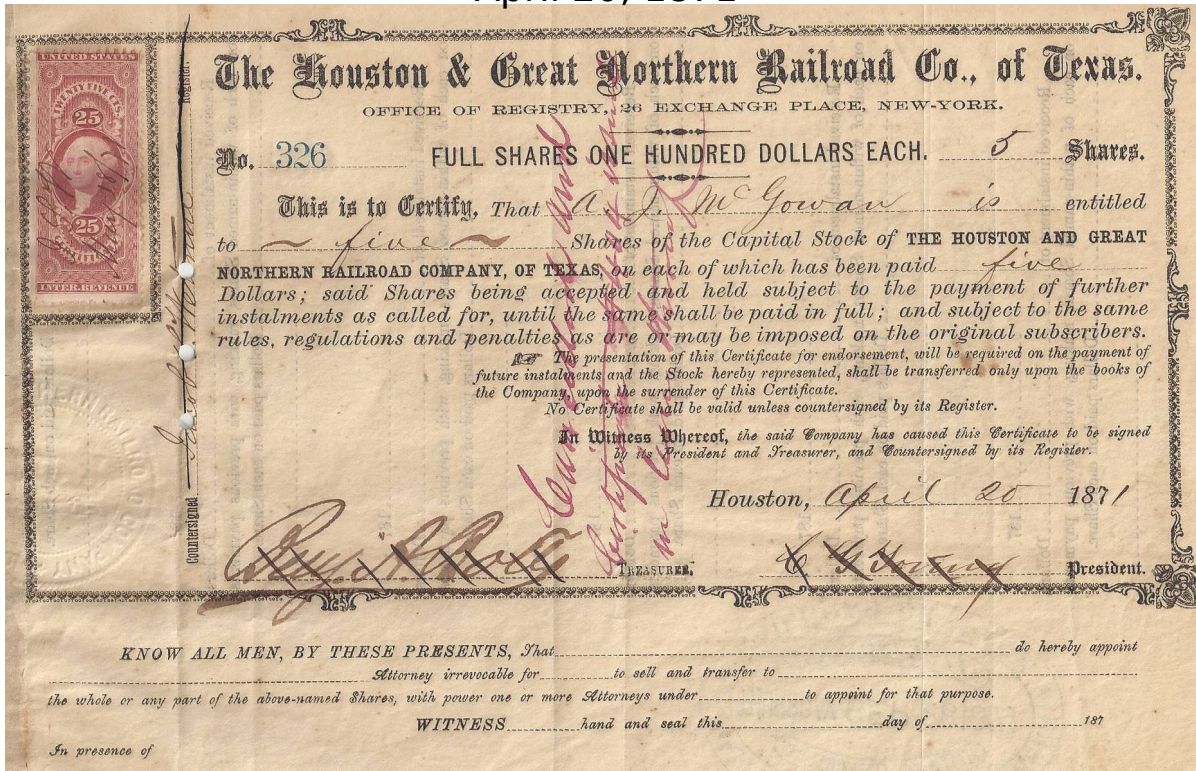 April 20, 1871
UNITED STATES
TWENTY FIVE CTS.
25
25
INTER. REVENUE
Register.
Countersigned
The Houston & Great Northern Railroad Co., of Texas.
OFFICE OF REGISTRY, 26 EXCHANGE PLACE, NEW-YORK.
No. 326 FULL SHARES ONE HUNDRED DOLLARS EACH. 5 Shares.
This is to Certify, That A. J. McGowan is entitled
to five Shares of the Capital Stock of THE HOUSTON AND GREAT
NORTHERN RAILROAD COMPANY, OF TEXAS, on each of which has been paid five
Dollars; said Shares being accepted and held subject to the payment of further
instalments as called for, until the same shall be paid in full; and subject to the same
rules, regulations and penalties as are or may be imposed on the original subscribers.
The presentation of this Certificate for endorsement, will be required on the payment of
future instalments and the Stock hereby represented, shall be transferred only upon the books of
the Company, upon the surrender of this Certificate.
No Certificate shall be valid unless countersigned by its Register.
In Witness Whereof, the said Company has caused this Certificate to be signed
by its President and Treasurer, and Countersigned by its Register.
Houston, April 20 1871
Benj. A. Botts TREASURER, C G Young President.
Cancelled and
KNOW ALL MEN, BY THESE PRESENTS, That do hereby appoint
Attorney irrevocable for to sell and transfer to
the whole or any part of the above-named Shares, with power one or more Attorneys under to appoint for that purpose.
WITNESS hand and seal this day of 187
In presence of